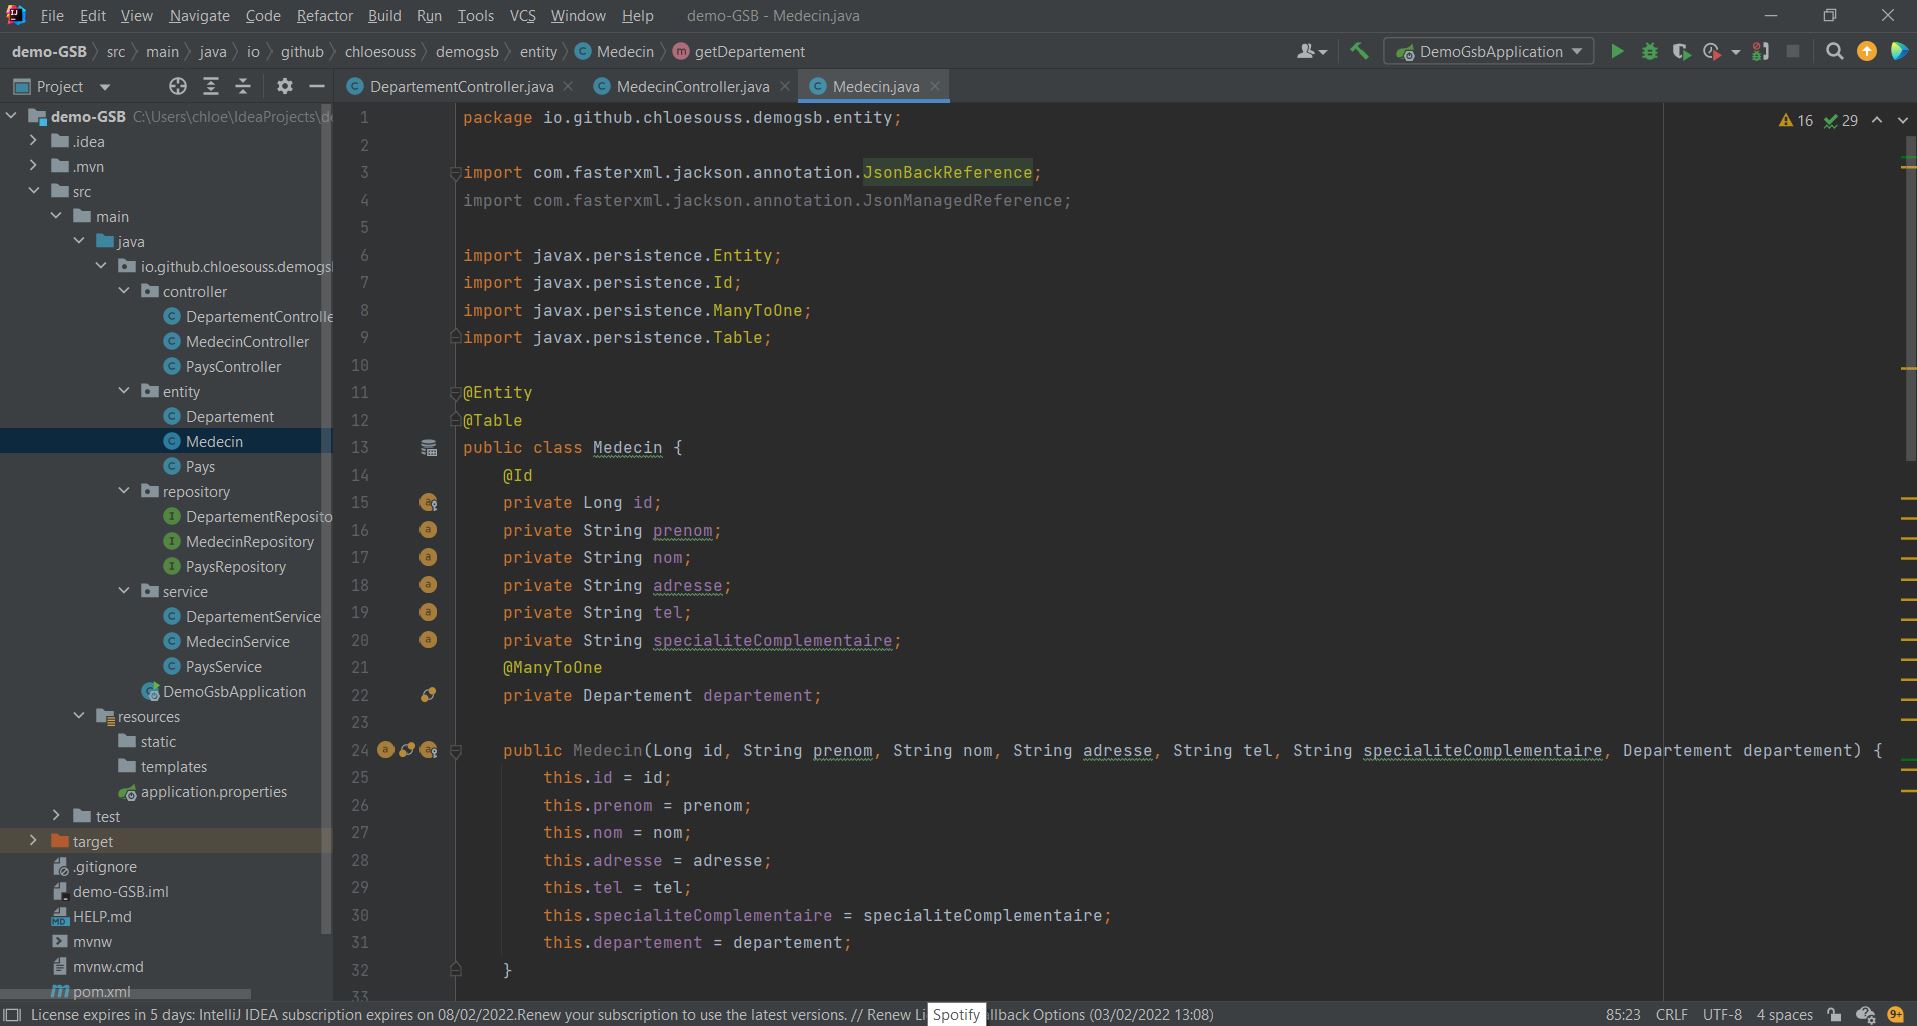 File Edit View Navigate Code Refactor Build Run Tools VCS Window Help demo-GSB - Medecin.java
demo-GSB src main java io github chloesouss demogsb entity Medecin getDepartement DemoGsbApplication
Project
DepartementController.java MedecinController.java Medecin.java
demo-GSB C:\Users\chloe\IdeaProjects\d
.idea
.mvn
src
main
java
io.github.chloesouss.demogs
controller
DepartementControlle
MedecinController
PaysController
entity
Departement
Medecin
Pays
repository
DepartementReposito
MedecinRepository
PaysRepository
service
DepartementService
MedecinService
PaysService
DemoGsbApplication
resources
static
templates
application.properties
test
target
.gitignore
demo-GSB.iml
HELP.md
mvnw
mvnw.cmd
pom.xml
16 29
1 package io.github.chloesouss.demogsb.entity;
2
3 import com.fasterxml.jackson.annotation.JsonBackReference;
4 import com.fasterxml.jackson.annotation.JsonManagedReference;
5
6 import javax.persistence.Entity;
7 import javax.persistence.Id;
8 import javax.persistence.ManyToOne;
9 import javax.persistence.Table;
10
11 @Entity
12 @Table
13 public class Medecin {
14 @Id
15 private Long id;
16 private String prenom;
17 private String nom;
18 private String adresse;
19 private String tel;
20 private String specialiteComplementaire;
21 @ManyToOne
22 private Departement departement;
23
24 public Medecin(Long id, String prenom, String nom, String adresse, String tel, String specialiteComplementaire, Departement departement) {
25 this.id = id;
26 this.prenom = prenom;
27 this.nom = nom;
28 this.adresse = adresse;
29 this.tel = tel;
30 this.specialiteComplementaire = specialiteComplementaire;
31 this.departement = departement;
32 }
33
License expires in 5 days: IntelliJ IDEA subscription expires on 08/02/2022.Renew your subscription to use the latest versions. // Renew Li Spotify llback Options (03/02/2022 13:08) 85:23 CRLF UTF-8 4 spaces 9+